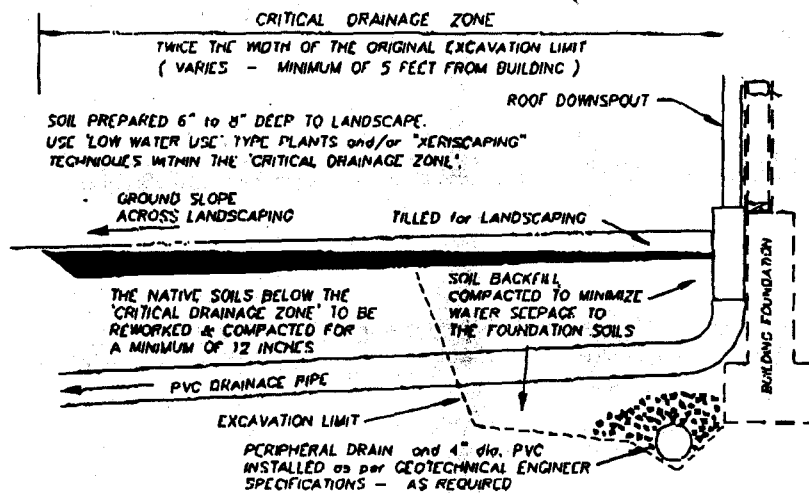 CRITICAL DRAINAGE ZONE
TWICE THE WIDTH OF THE ORIGINAL EXCAVATION LIMIT
( VARIES - MINIMUM OF 5 FEET FROM BUILDING )
ROOF DOWNSPOUT
SOIL PREPARED 6" to 8" DEEP TO LANDSCAPE.
USE 'LOW WATER USE' TYPE PLANTS and/or "XERISCAPING"
TECHNIQUES WITHIN THE 'CRITICAL DRAINAGE ZONE'.
GROUND SLOPE
ACROSS LANDSCAPING
TILLED for LANDSCAPING
THE NATIVE SOILS BELOW THE
'CRITICAL DRAINAGE ZONE' TO BE
REWORKED & COMPACTED FOR
A MINIMUM OF 12 INCHES
SOIL BACKFILL
COMPACTED TO MINIMIZE
WATER SEEPAGE TO
THE FOUNDATION SOILS
BUILDING FOUNDATION
PVC DRAINAGE PIPE
EXCAVATION LIMIT
PERIPHERAL DRAIN and 4" dia. PVC
INSTALLED as per GEOTECHNICAL ENGINEER
SPECIFICATIONS - AS REQUIRED